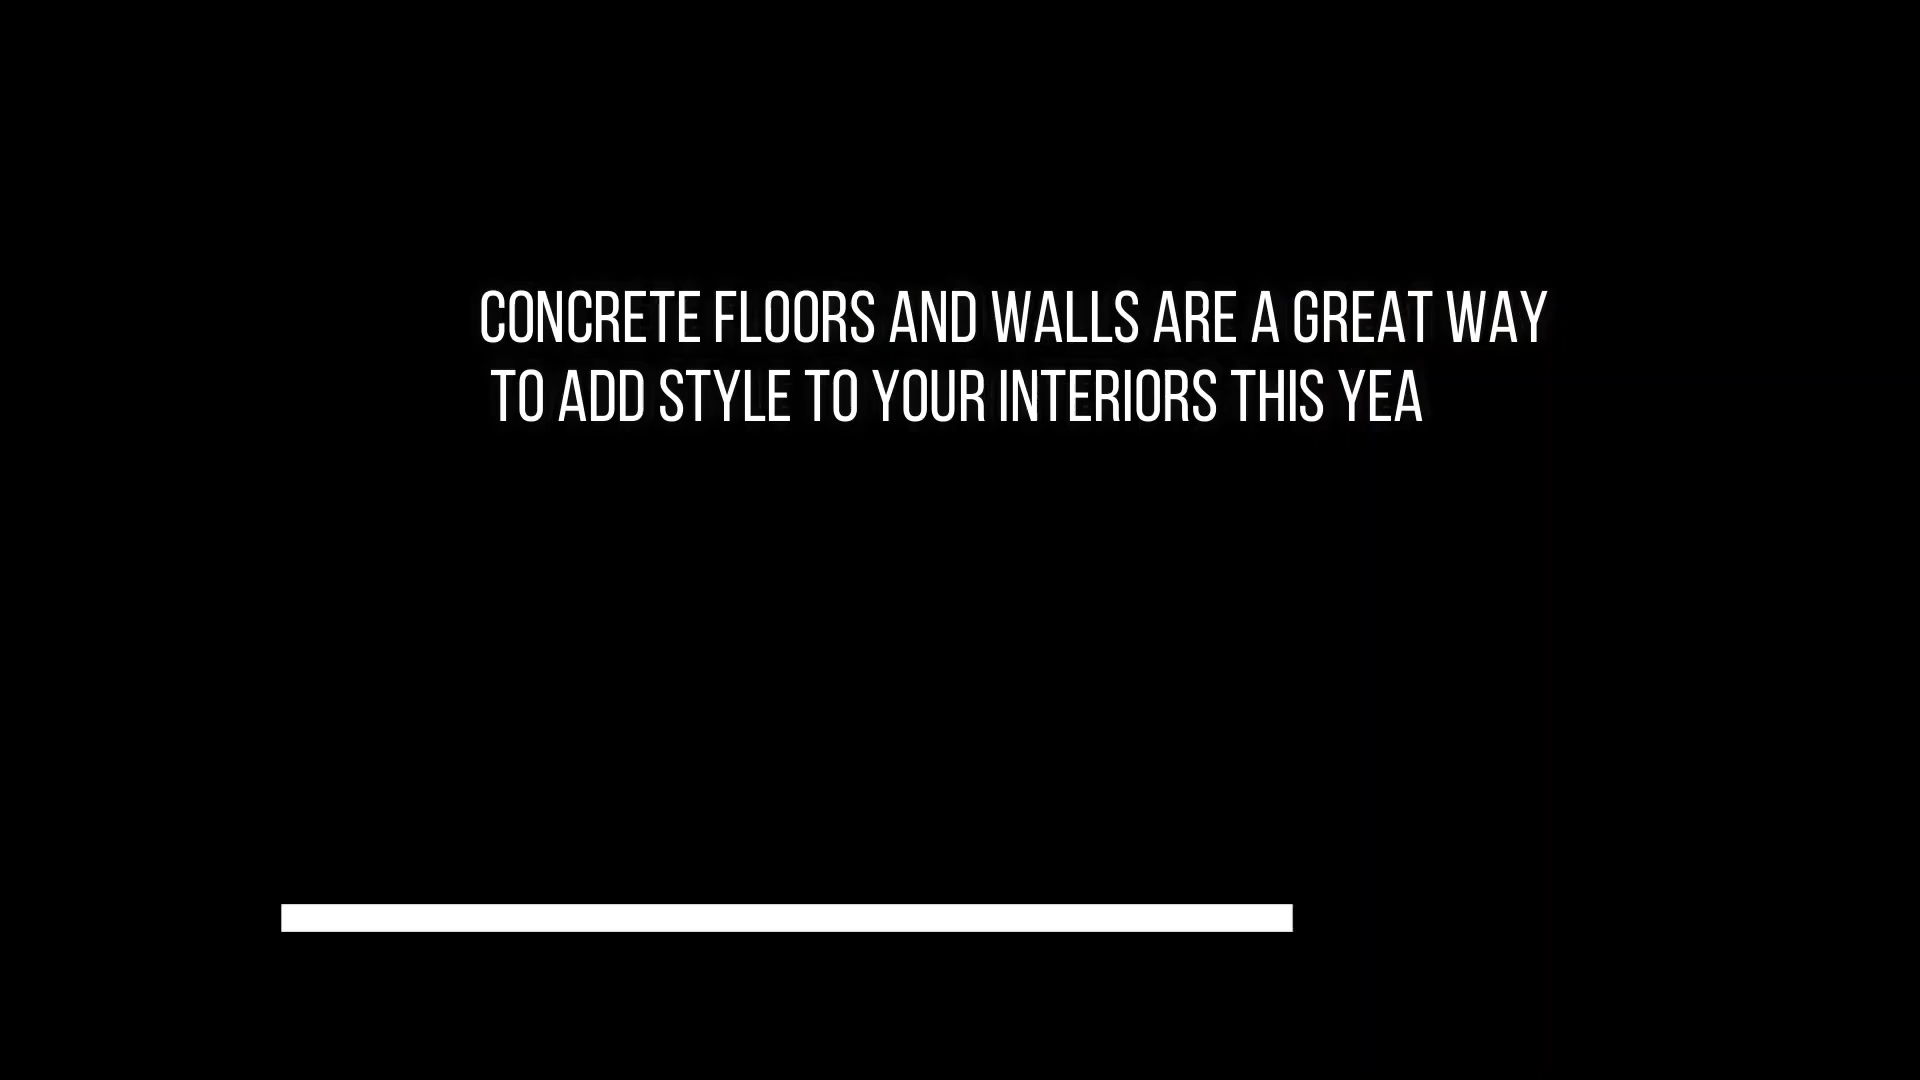 CONCRETE FLOORS AND WALLS ARE A GREAT WAY
TO ADD STYLE TO YOUR INTERIORS THIS YEA